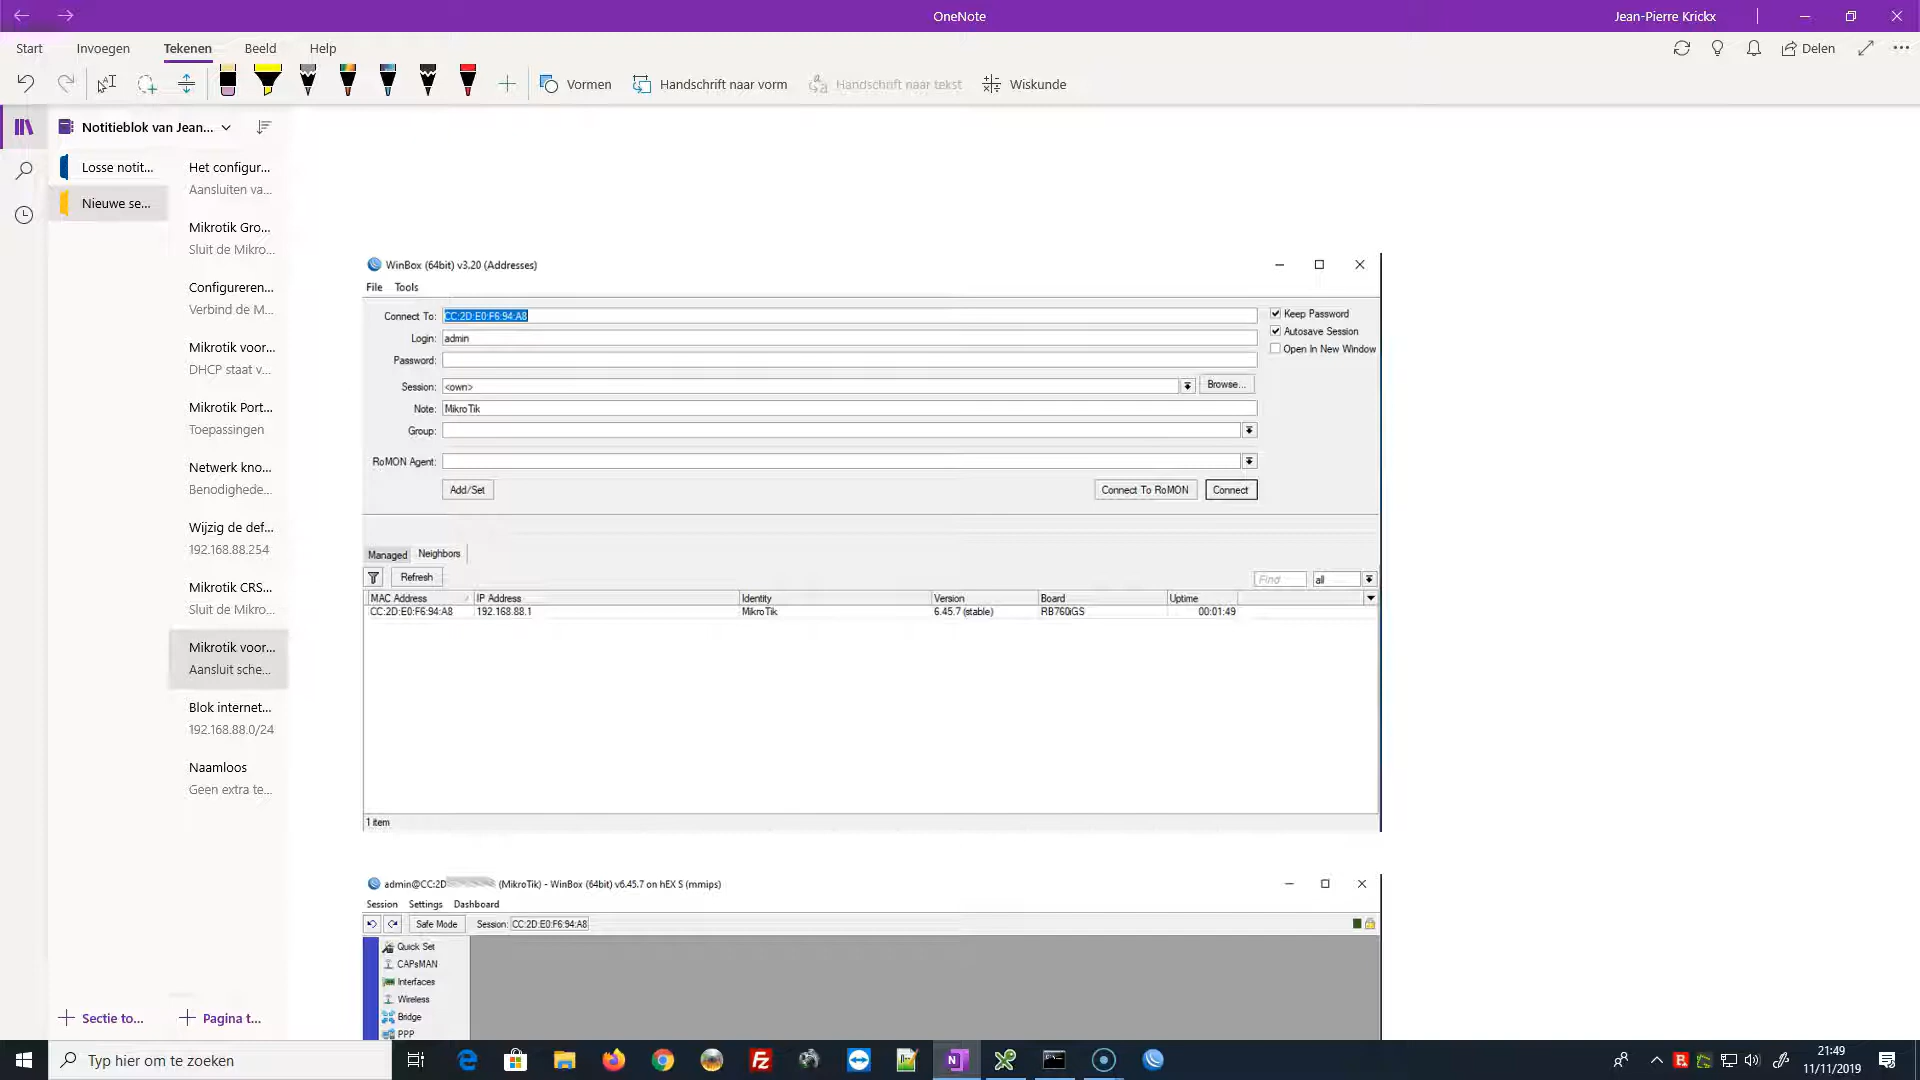 OneNote
Jean-Pierre Krickx
Start
Invoegen
Tekenen
Beeld
Help
Delen
Vormen
Handschrift naar vorm
Handschrift naar tekst
Wiskunde
Notitieblok van Jean...
Losse notit...
Nieuwe se...
Het configur...
Aansluiten va...
Mikrotik Gro...
Sluit de Mikro...
Configureren...
Verbind de M...
Mikrotik voor...
DHCP staat v...
Mikrotik Port...
Toepassingen
Netwerk kno...
Benodighede...
Wijzig de def...
192.168.88.254
Mikrotik CRS...
Sluit de Mikro...
Mikrotik voor...
Aansluit sche...
Blok internet...
192.168.88.0/24
Naamloos
Geen extra te...
Sectie to...
Pagina t...
WinBox (64bit) v3.20 (Addresses)
File Tools
Connect To: CC:2D:E0:F6:94:A8
Login: admin
Password:
Session: <own>
Browse...
Note: MikroTik
Group:
RoMON Agent:
Keep Password
Autosave Session
Open In New Window
Add/Set
Connect To RoMON
Connect
Managed Neighbors
Refresh
Find
all
MAC Address IP Address Identity Version Board Uptime
CC:2D:E0:F6:94:A8 192.168.88.1 MikroTik 6.45.7 (stable) RB760iGS 00:01:49
1 item
admin@CC:2D (MikroTik) - WinBox (64bit) v6.45.7 on hEX S (mmips)
Session Settings Dashboard
Safe Mode
Session: CC:2D:E0:F6:94:A8
Quick Set
CAPsMAN
Interfaces
Wireless
Bridge
PPP
Typ hier om te zoeken
21:49
11/11/2019